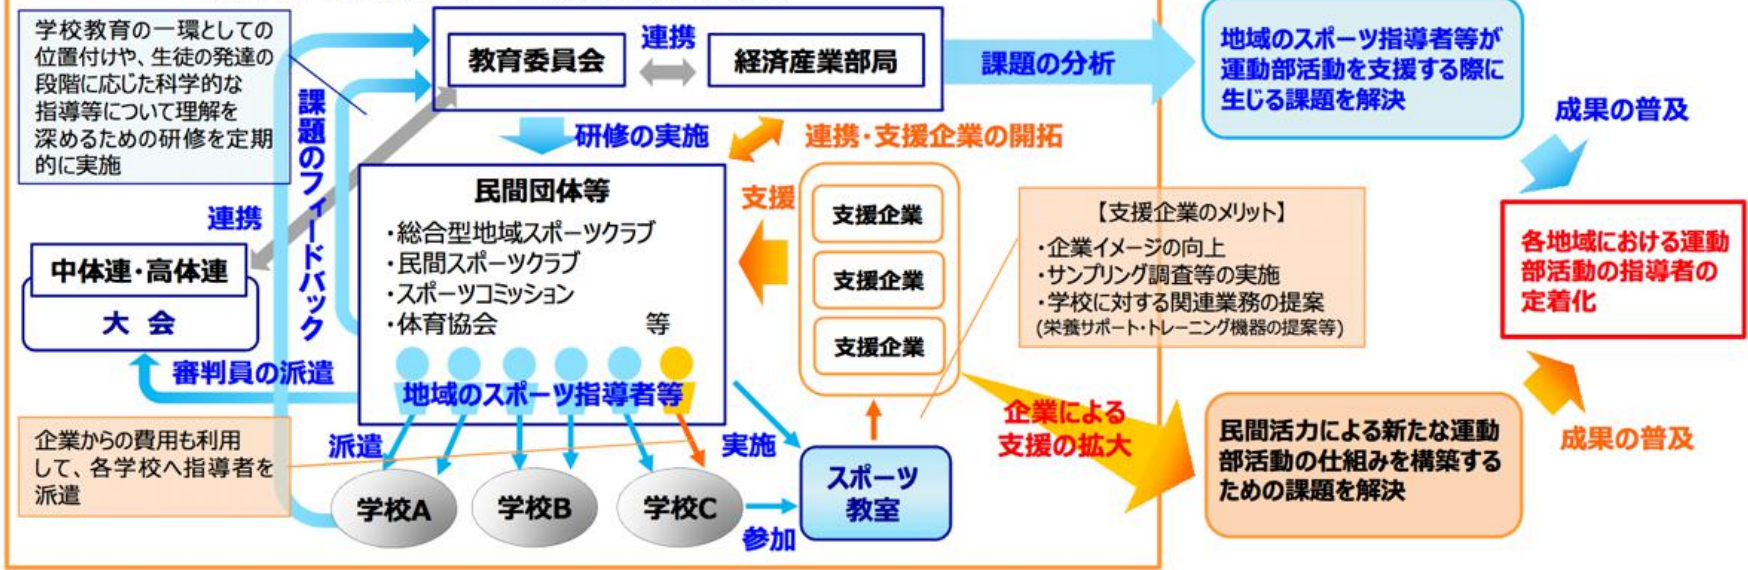 学校教育の一環としての
位置付けや、生徒の発達の
段階に応じた科学的な
指導等について理解を
深めるための研修を定期
的に実施
教育委員会
連携
経済産業部局
課題の分析
地域のスポーツ指導者等が
運動部活動を支援する際に
生じる課題を解決
成果の普及
課題のフィードバック
研修の実施
連携・支援企業の開拓
連携
中体連・高体連
大 会
審判員の派遣
民間団体等
・総合型地域スポーツクラブ
・民間スポーツクラブ
・スポーツコミッション
・体育協会 等
地域のスポーツ指導者等
支援
支援企業
支援企業
支援企業
【支援企業のメリット】
・企業イメージの向上
・サンプリング調査等の実施
・学校に対する関連業務の提案
(栄養サポート・トレーニング機器の提案等)
各地域における運動
部活動の指導者の
定着化
企業からの費用も利用
して、各学校へ指導者を
派遣
派遣
学校A
学校B
学校C
実施
参加
スポーツ
教室
企業による
支援の拡大
民間活力による新たな運動
部活動の仕組みを構築する
ための課題を解決
成果の普及